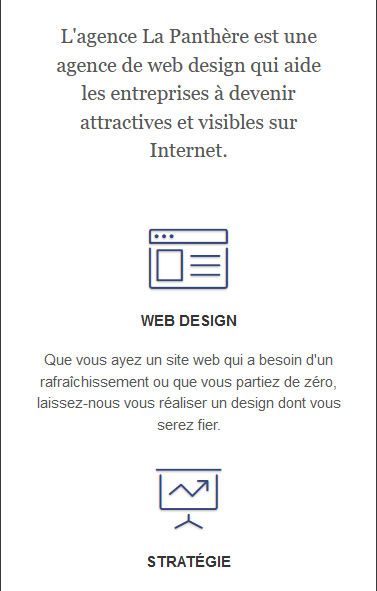 L'agence La Panthère est une
agence de web design qui aide
les entreprises à devenir
attractives et visibles sur
Internet.
WEB DESIGN
Que vous ayez un site web qui a besoin d'un
rafraîchissement ou que vous partiez de zéro,
laissez-nous vous réaliser un design dont vous
serez fier.
STRATÉGIE